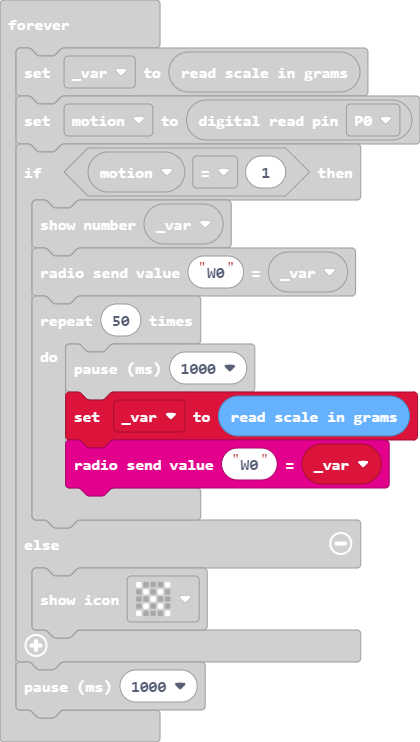 forever
set _var to read scale in grams
set motion to digital read pin P0
if motion = 1 then
show number _var
radio send value "W0" = _var
repeat 50 times
do
pause (ms) 1000
set _var to read scale in grams
radio send value "W0" = _var
else
show icon
pause (ms) 1000